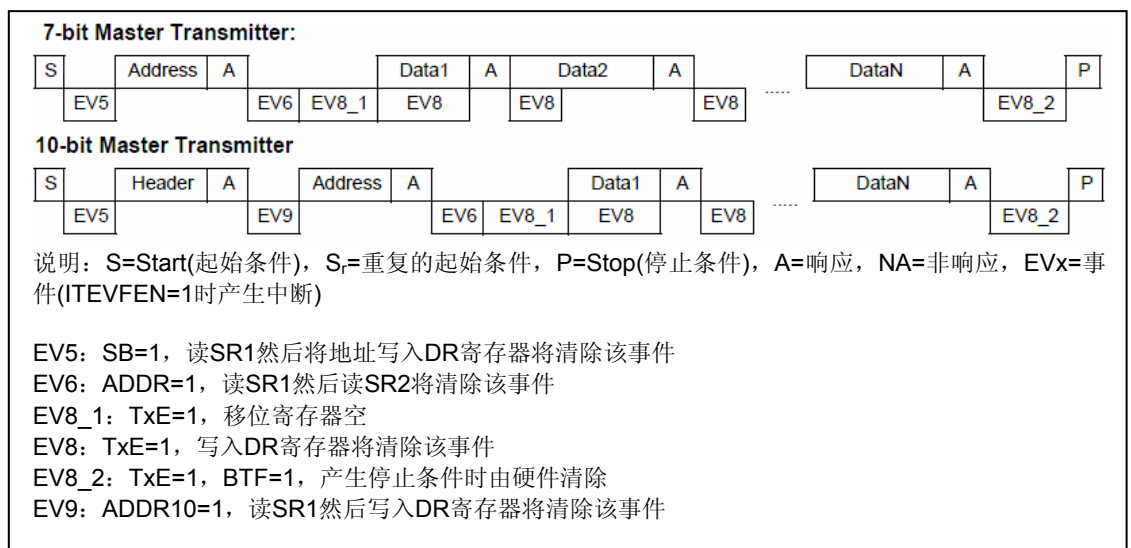 7-bit Master Transmitter:
S Address A Data1 A Data2 A ..... DataN A P
EV5 EV6 EV8_1 EV8 EV8 EV8 EV8_2
10-bit Master Transmitter
S Header A Address A Data1 A ..... DataN A P
EV5 EV9 EV6 EV8_1 EV8 EV8 EV8_2
说明：S=Start(起始条件)，Sr=重复的起始条件，P=Stop(停止条件)，A=响应，NA=非响应，EVx=事
件(ITEVFEN=1时产生中断)
EV5：SB=1，读SR1然后将地址写入DR寄存器将清除该事件
EV6：ADDR=1，读SR1然后读SR2将清除该事件
EV8_1：TxE=1，移位寄存器空
EV8：TxE=1，写入DR寄存器将清除该事件
EV8_2：TxE=1，BTF=1，产生停止条件时由硬件清除
EV9：ADDR10=1，读SR1然后写入DR寄存器将清除该事件